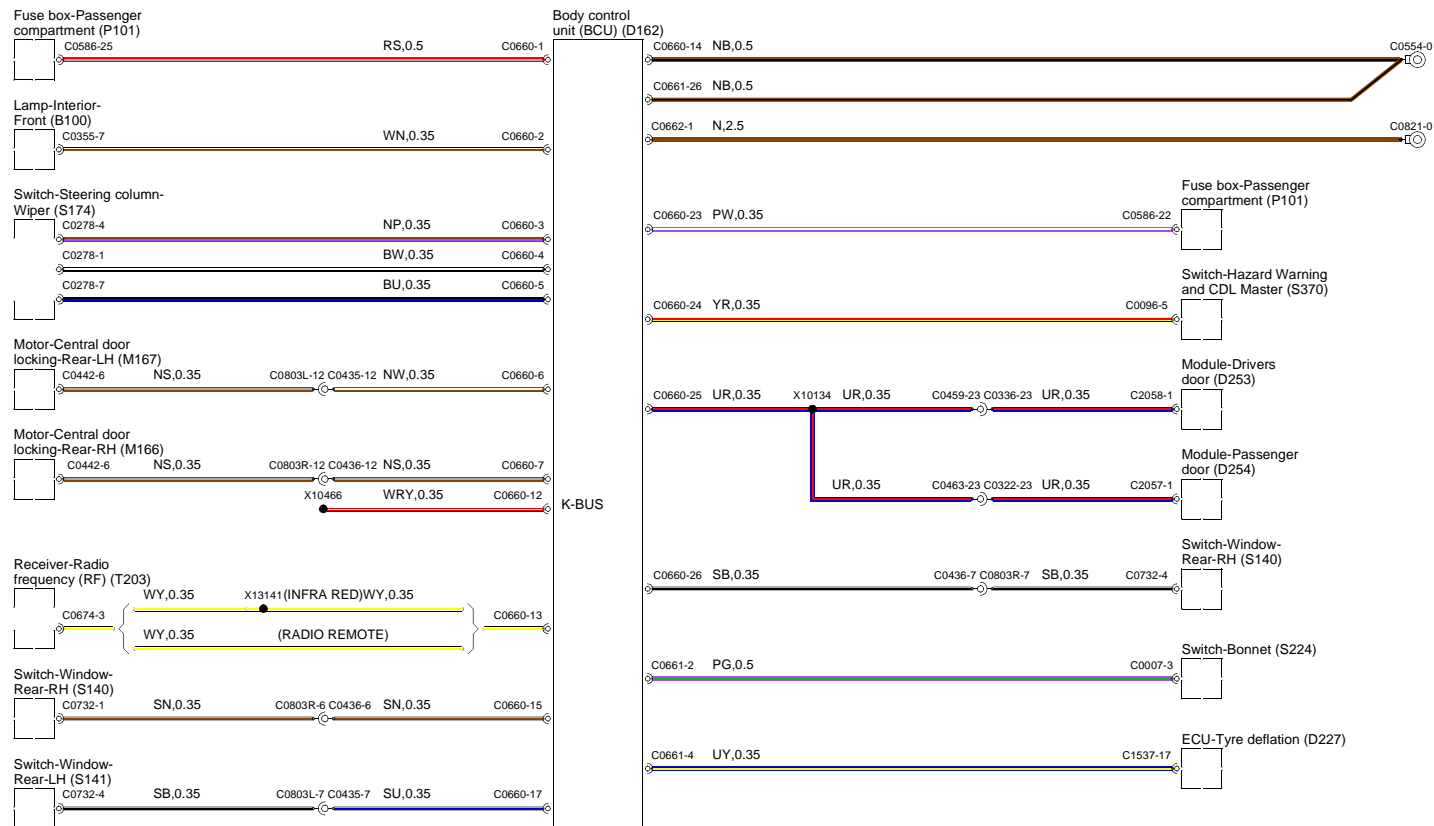 Fuse box-Passenger
compartment (P101)
C0586-25 RS,0.5 C0660-1
Lamp-Interior-
Front (B100)
C0355-7 WN,0.35 C0660-2
Switch-Steering column-
Wiper (S174)
C0278-4 NP,0.35 C0660-3
C0278-1 BW,0.35 C0660-4
C0278-7 BU,0.35 C0660-5
Motor-Central door
locking-Rear-LH (M167)
C0442-6 NS,0.35 C0803L-12 C0435-12 NW,0.35 C0660-6
Motor-Central door
locking-Rear-RH (M166)
C0442-6 NS,0.35 C0803R-12 C0436-12 NS,0.35 C0660-7
X10466 WRY,0.35 C0660-12
Receiver-Radio
frequency (RF) (T203)
WY,0.35 X13141 (INFRA RED) WY,0.35
C0674-3 C0660-13
WY,0.35 (RADIO REMOTE)
Switch-Window-
Rear-RH (S140)
C0732-1 SN,0.35 C0803R-6 C0436-6 SN,0.35 C0660-15
Switch-Window-
Rear-LH (S141)
C0732-4 SB,0.35 C0803L-7 C0435-7 SU,0.35 C0660-17
Body control
unit (BCU) (D162)
K-BUS
C0660-14 NB,0.5 C0554-0
C0661-26 NB,0.5
C0662-1 N,2.5 C0821-0
Fuse box-Passenger
compartment (P101)
C0660-23 PW,0.35 C0586-22
Switch-Hazard Warning
and CDL Master (S370)
C0660-24 YR,0.35 C0096-5
Module-Drivers
door (D253)
C0660-25 UR,0.35 X10134 UR,0.35 C0459-23 C0336-23 UR,0.35 C2058-1
Module-Passenger
door (D254)
UR,0.35 C0463-23 C0322-23 UR,0.35 C2057-1
Switch-Window-
Rear-RH (S140)
C0660-26 SB,0.35 C0436-7 C0803R-7 SB,0.35 C0732-4
Switch-Bonnet (S224)
C0661-2 PG,0.5 C0007-3
ECU-Tyre deflation (D227)
C0661-4 UY,0.35 C1537-17